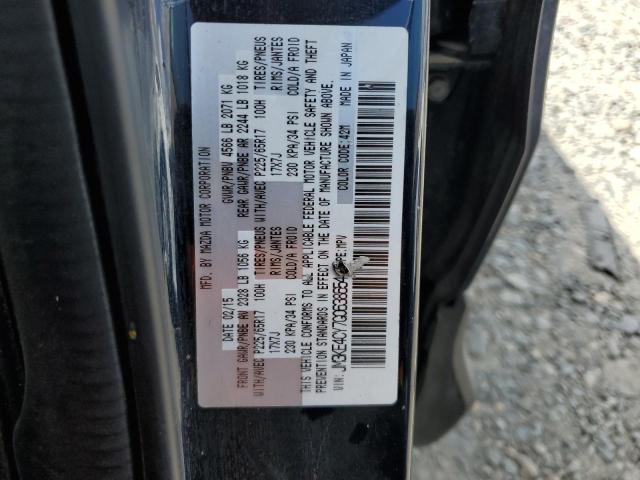 MFD. BY MAZDA MOTOR CORPORATION
DATE 02/15 GVWR/PNBV 4566 LB 2071 KG
FRONT GAWR/PNBE AV 2328 LB 1056 KG REAR GAWR/PNBE AR 2244 LB 1018 KG
WITH/AVEC P225/65R17 100H TIRES/PNEUS WITH/AVEC P225/65R17 100H TIRES/PNEUS
17X7J RIMS/JANTES 17X7J RIMS/JANTES
230 KPA/34 PSI COLD/A FROID 230 KPA/34 PSI COLD/A FROID
THIS VEHICLE CONFORMS TO ALL APPLICABLE FEDERAL MOTOR VEHICLE SAFETY AND THEFT
PREVENTION STANDARDS IN EFFECT ON THE DATE OF MANUFACTURE SHOWN ABOVE.
VIN: MPV COLOR CODE:42M MADE IN JAPAN